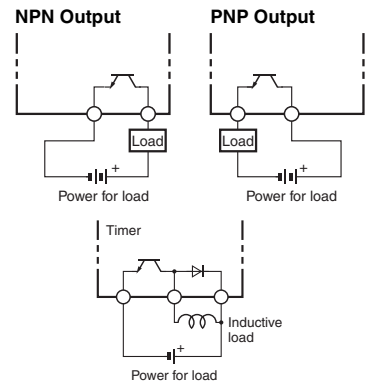 NPN Output
PNP Output
Load
Load
+
+
Power for load
Power for load
Timer
Inductive
load
+
Power for load